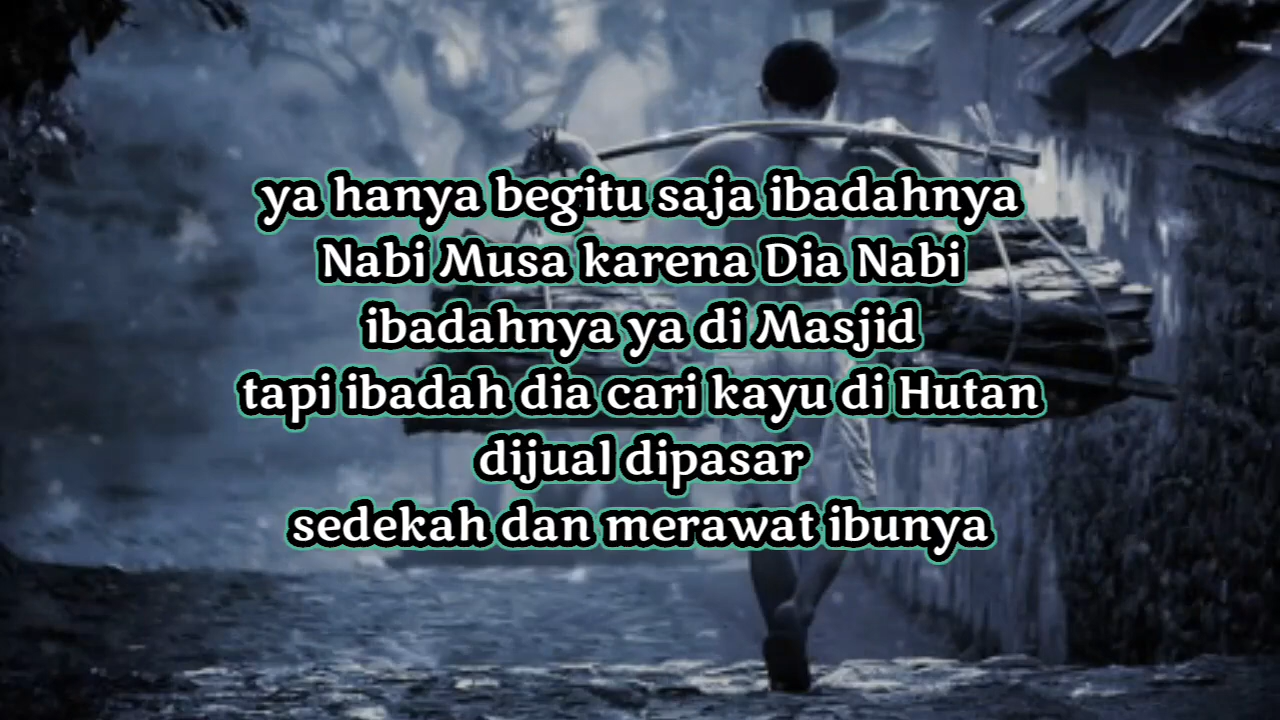 ya hanya begitu saja ibadahnya
Nabi Musa karena Dia Nabi
ibadahnya ya di Masjid
tapi ibadah dia cari kayu di Hutan
dijual dipasar
sedekah dan merawat ibunya